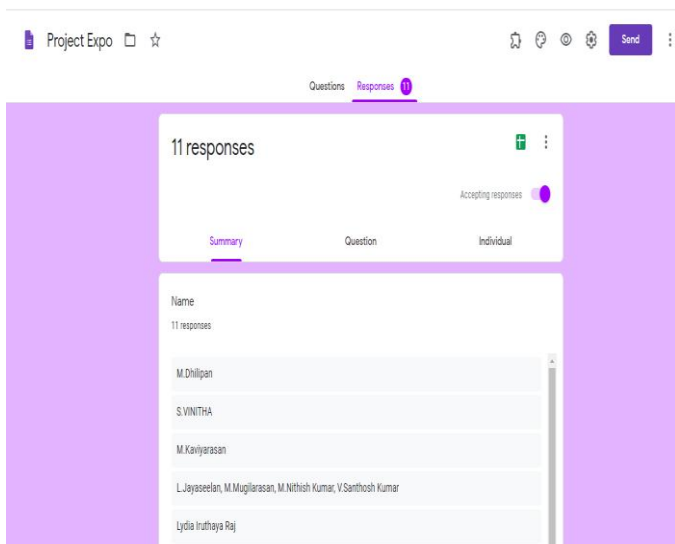 Project Expo
Send
Questions Responses 11
11 responses
Accepting responses
Summary Question Individual
Name
11 responses
M.Dhilipan
S.VINITHA
M.Kaviyarasan
L.Jayaseelan, M.Mugilarasan, M.Nithish Kumar, V.Santhosh Kumar
Lydia Iruthaya Raj